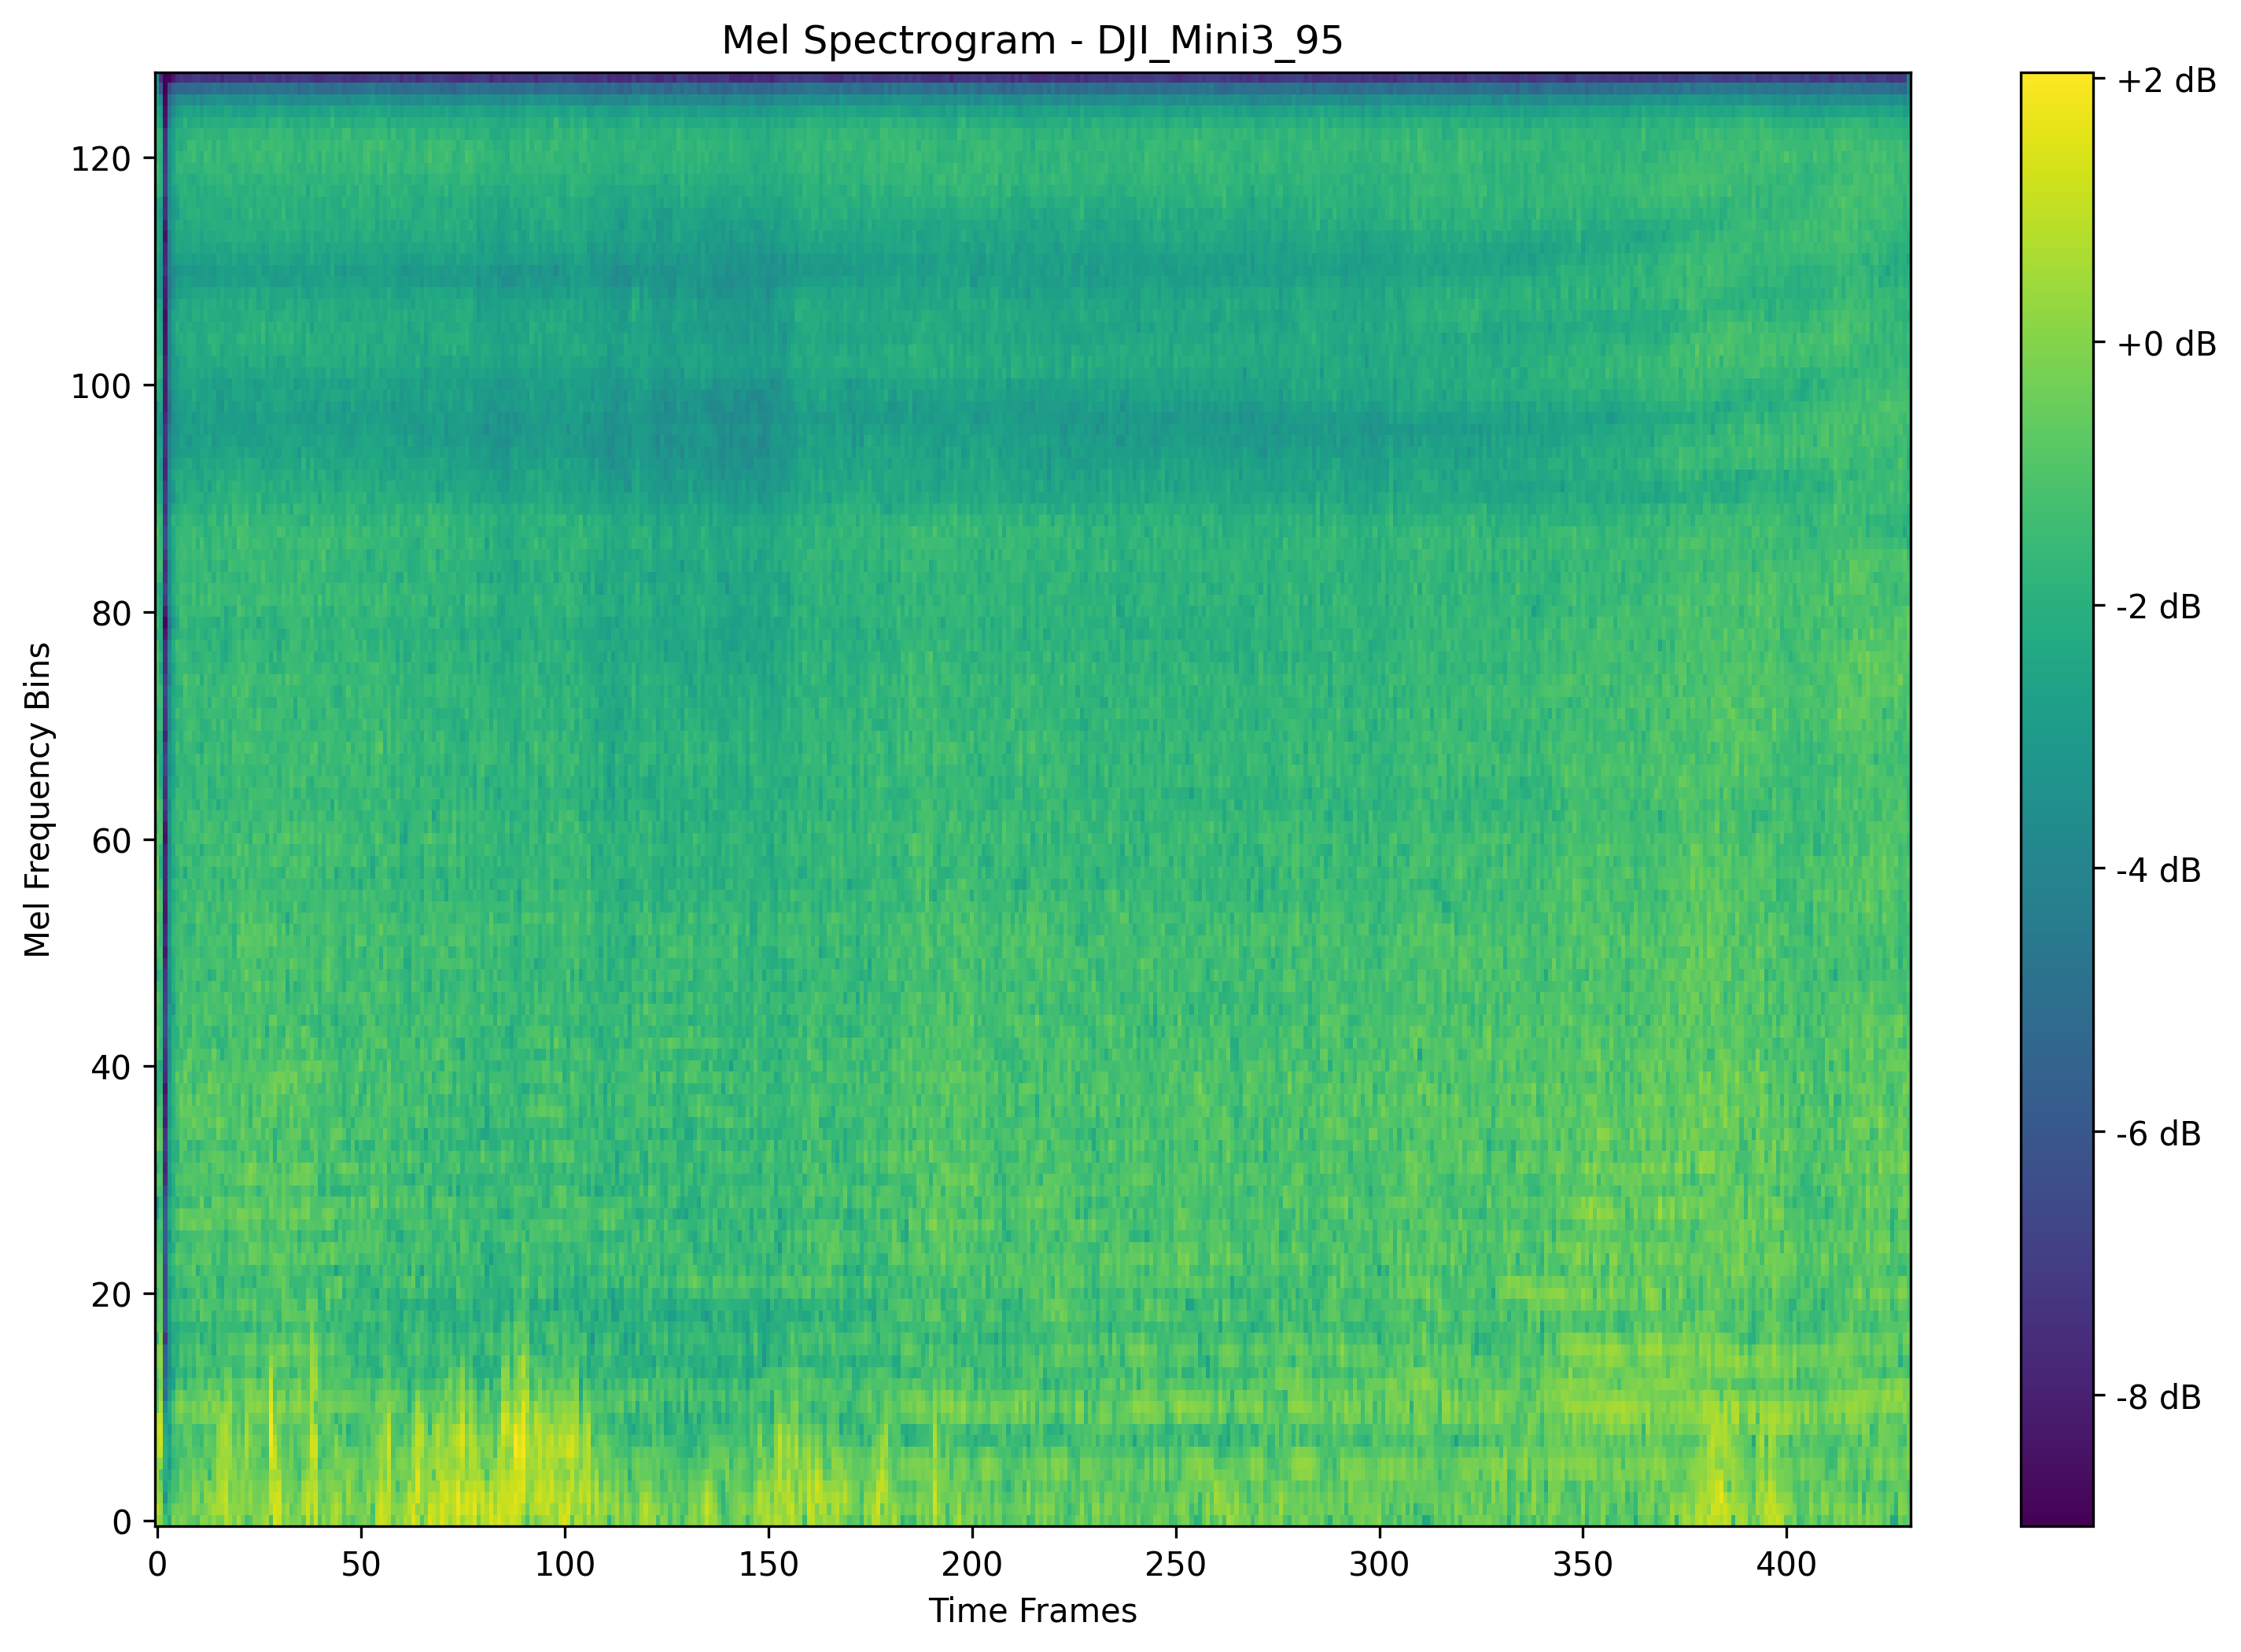 Mel Spectrogram - DJI_Mini3_95
Mel Frequency Bins
120
100
80
60
40
20
0
0 50 100 150 200 250 300 350 400
Time Frames
+2 dB
+0 dB
-2 dB
-4 dB
-6 dB
-8 dB